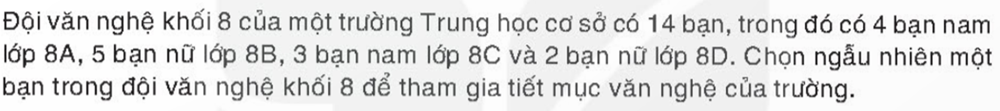 Đội văn nghệ khối 8 của một trường Trung học cơ sở có 14 bạn, trong đó có 4 bạn nam
lớp 8A, 5 bạn nữ lớp 8B, 3 bạn nam lớp 8C và 2 bạn nữ lớp 8D. Chọn ngẫu nhiên một
bạn trong đội văn nghệ khối 8 để tham gia tiết mục văn nghệ của trường.